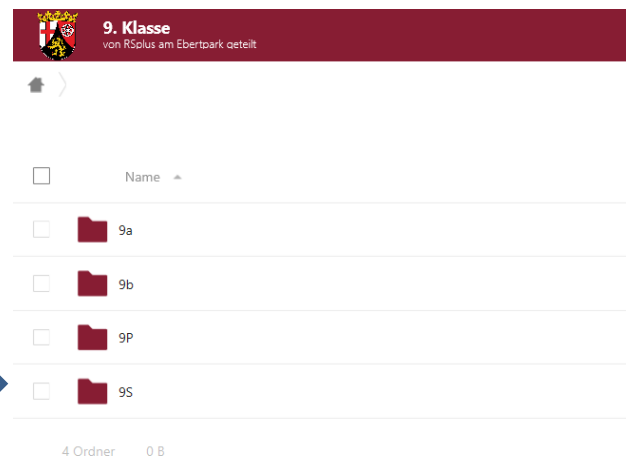 9. Klasse
von RSplus am Ebertpark geteilt
Name
9a
9b
9P
9S
4 Ordner 0 B